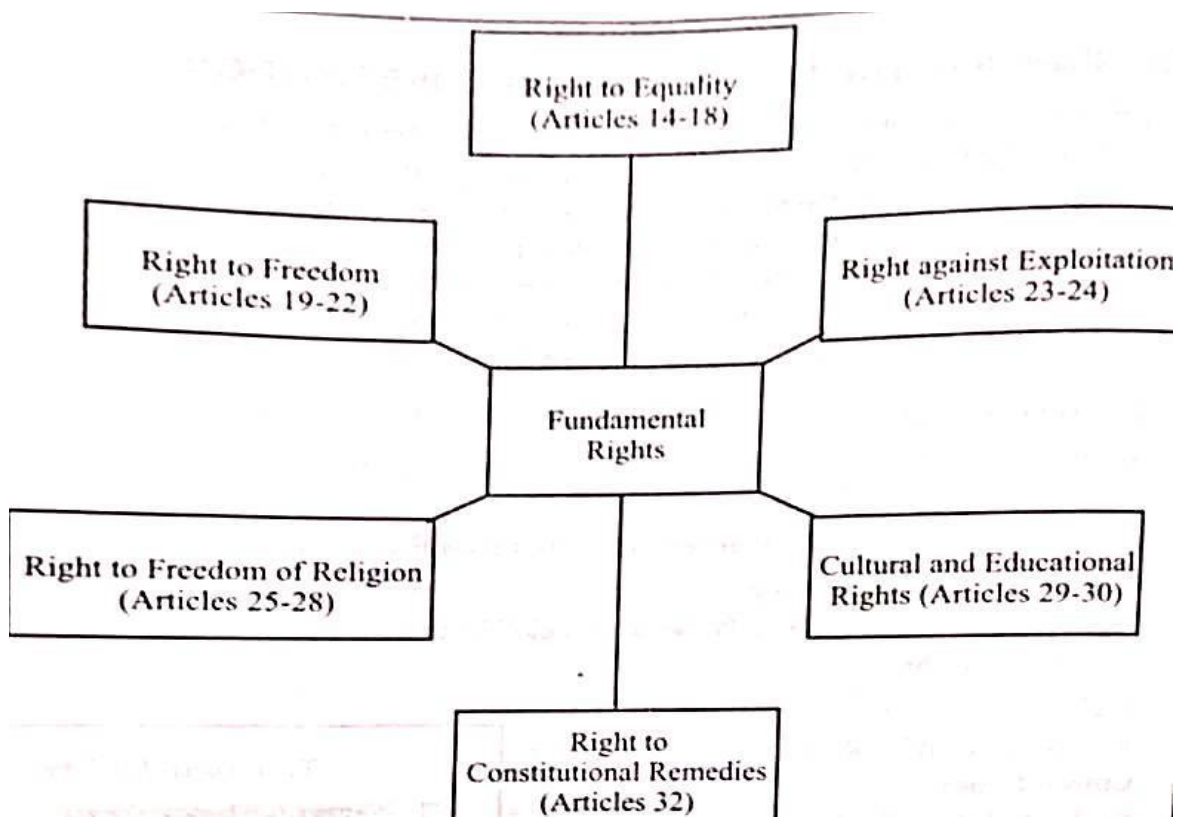 Right to Equality
(Articles 14-18)
Right to Freedom
(Articles 19-22)
Right against Exploitation
(Articles 23-24)
Fundamental
Rights
Right to Freedom of Religion
(Articles 25-28)
Cultural and Educational
Rights (Articles 29-30)
Right to
Constitutional Remedies
(Articles 32)